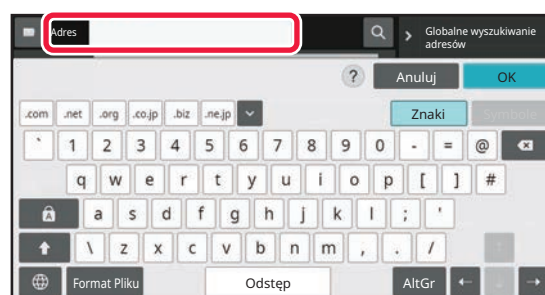 Adres
Globalne wyszukiwanie
adresów
? Anuluj OK
.com .net .org .co.jp .biz .ne.jp Znaki Symbole
` 1 2 3 4 5 6 7 8 9 0 - = @
q w e r t y u i o p [ ] #
A a s d f g h j k l ; '
\ z x c v b n m , . /
Format Pliku Odstęp AltGr